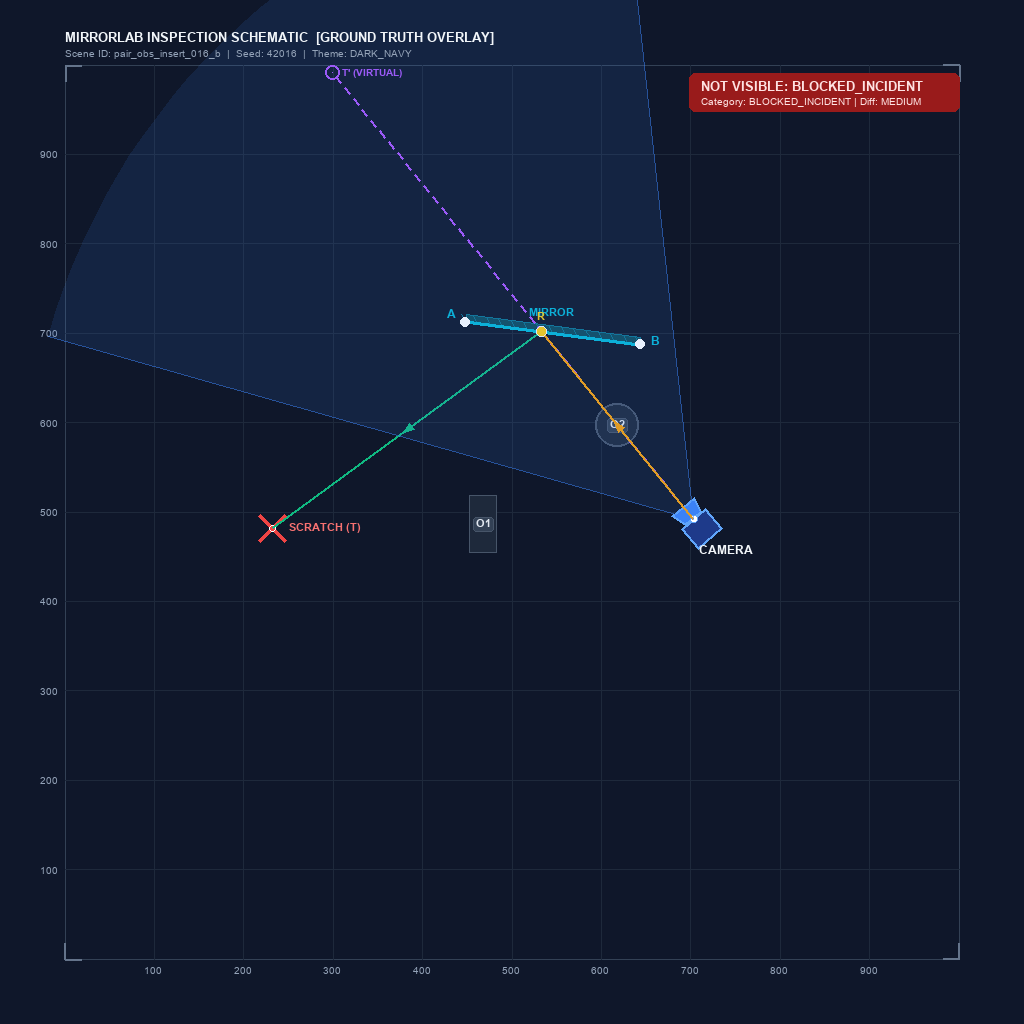 MIRRORLAB INSPECTION SCHEMATIC [GROUND TRUTH OVERLAY]
Scene ID: pair_obs_insert_016_b | Seed: 42016 | Theme: DARK_NAVY
T' (VIRTUAL)
NOT VISIBLE: BLOCKED_INCIDENT
Category: BLOCKED_INCIDENT | Diff: MEDIUM
900
800
700
600
500
400
300
200
100
A
MIRROR
R
B
O2
O1
SCRATCH (T)
CAMERA
100
200
300
400
500
600
700
800
900